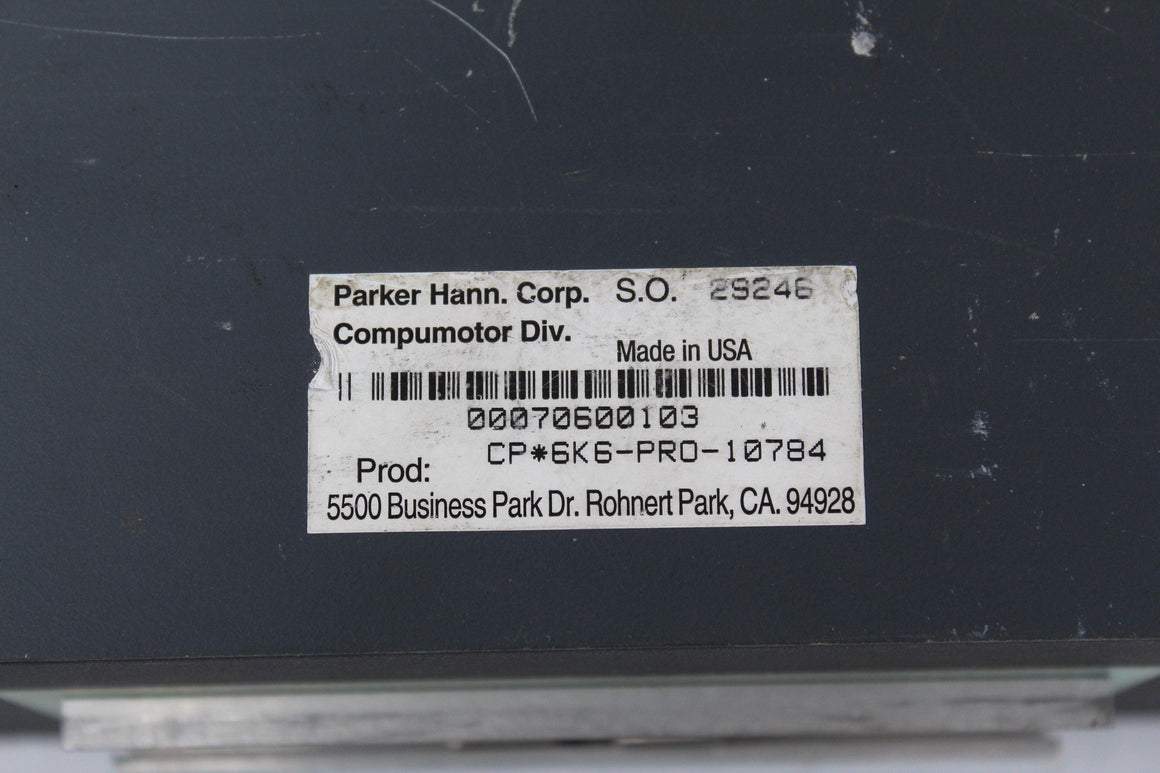 Parker Hann. Corp. S.O. 29246
Compumotor Div.
Made in USA
00070600103
CP*6K6-PRO-10784
Prod:
5500 Business Park Dr. Rohnert Park, CA. 94928